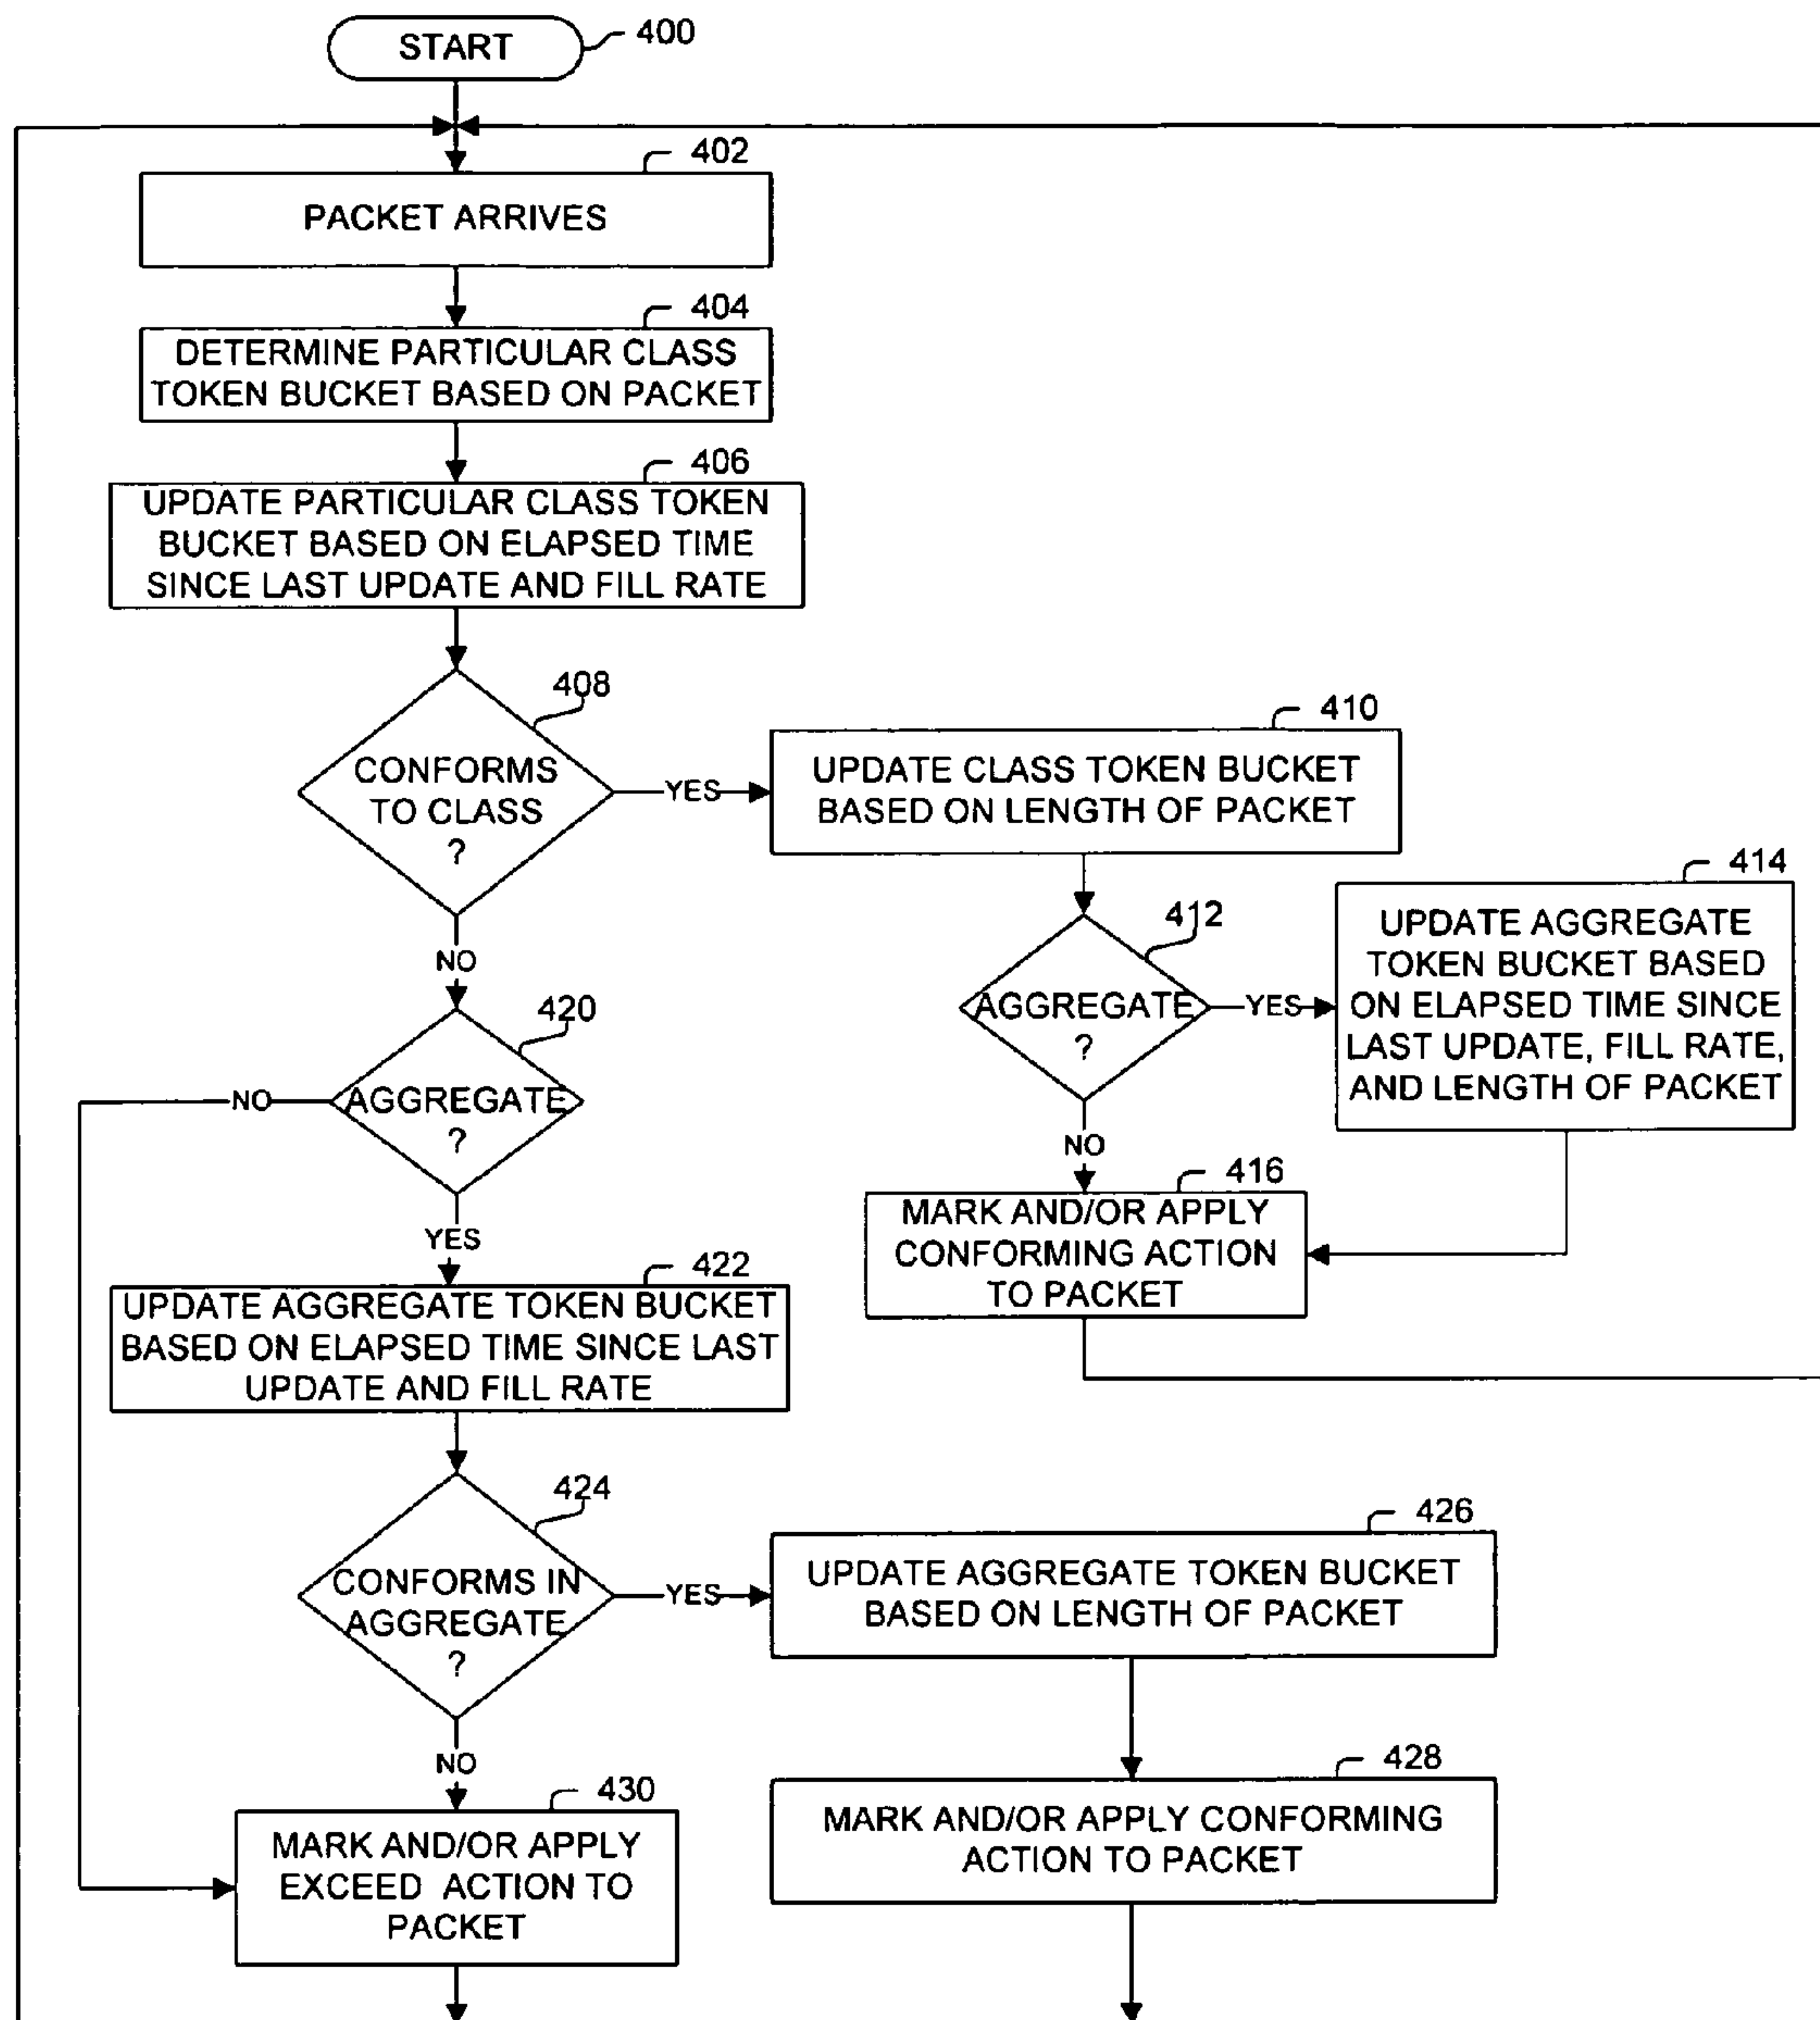 START
400
402
PACKET ARRIVES
404
DETERMINE PARTICULAR CLASS
TOKEN BUCKET BASED ON PACKET
406
UPDATE PARTICULAR CLASS TOKEN
BUCKET BASED ON ELAPSED TIME
SINCE LAST UPDATE AND FILL RATE
408
CONFORMS
TO CLASS
?
YES
410
UPDATE CLASS TOKEN BUCKET
BASED ON LENGTH OF PACKET
412
AGGREGATE
?
YES
414
UPDATE AGGREGATE
TOKEN BUCKET BASED
ON ELAPSED TIME SINCE
LAST UPDATE, FILL RATE,
AND LENGTH OF PACKET
NO
416
MARK AND/OR APPLY
CONFORMING ACTION
TO PACKET
NO
420
AGGREGATE
?
NO
YES
422
UPDATE AGGREGATE TOKEN BUCKET
BASED ON ELAPSED TIME SINCE LAST
UPDATE AND FILL RATE
424
CONFORMS IN
AGGREGATE
?
YES
426
UPDATE AGGREGATE TOKEN BUCKET
BASED ON LENGTH OF PACKET
428
MARK AND/OR APPLY CONFORMING
ACTION TO PACKET
NO
430
MARK AND/OR APPLY
EXCEED ACTION TO
PACKET